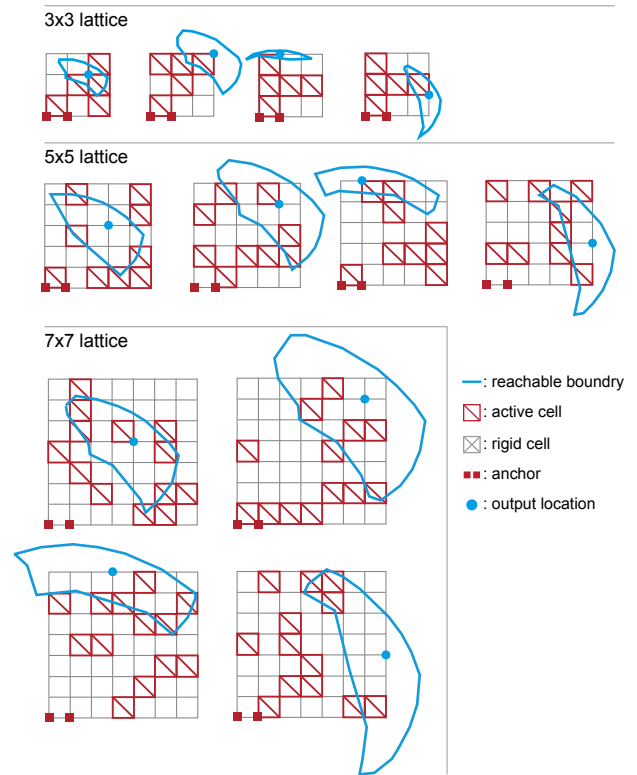 3x3 lattice
5x5 lattice
7x7 lattice
: reachable boundry
: active cell
: rigid cell
: anchor
: output location